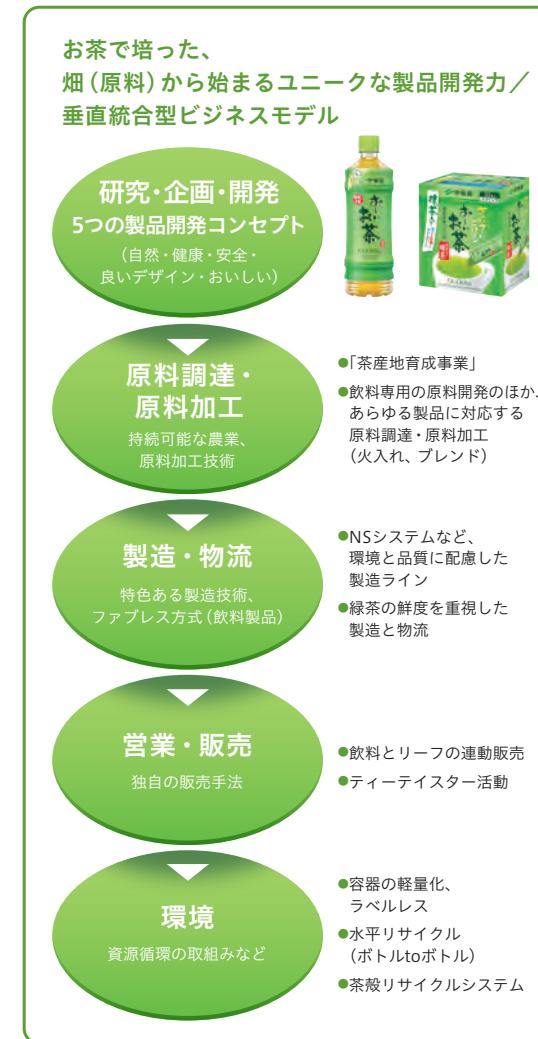 お茶で培った、
畑（原料）から始まるユニークな製品開発力／
垂直統合型ビジネスモデル
研究・企画・開発
5つの製品開発コンセプト
（自然・健康・安全・
良いデザイン・おいしい）
お〜い
お茶
伊藤園
お〜い
お茶
原料調達・
原料加工
持続可能な農業、
原料加工技術
●「茶産地育成事業」
●飲料専用の原料開発のほか、
あらゆる製品に対応する
原料調達・原料加工
（火入れ、ブレンド）
製造・物流
特色ある製造技術、
ファブレス方式（飲料製品）
●NSシステムなど、
環境と品質に配慮した
製造ライン
●緑茶の鮮度を重視した
製造と物流
営業・販売
独自の販売手法
●飲料とリーフの連動販売
●ティーテイスター活動
環境
資源循環の取組みなど
●容器の軽量化、
ラベルレス
●水平リサイクル
（ボトルtoボトル）
●茶殻リサイクルシステム